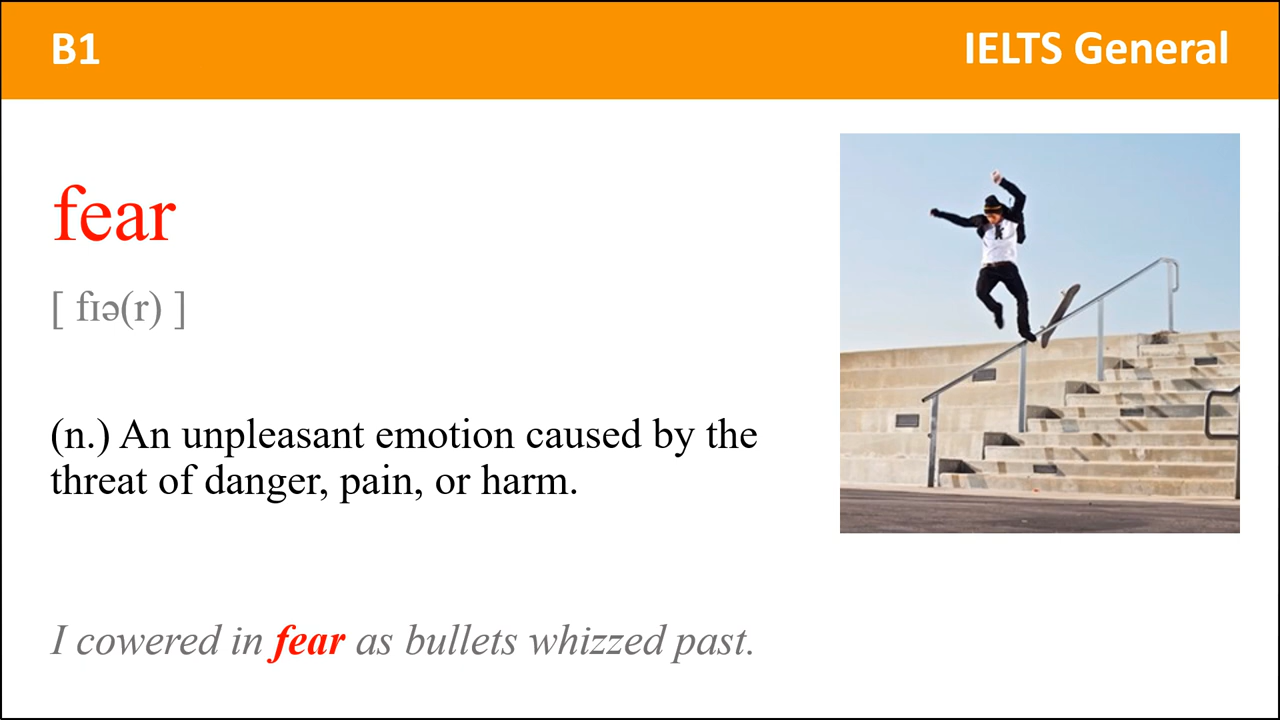 B1 IELTS General
fear
[ fɪə(r) ]
(n.) An unpleasant emotion caused by the
threat of danger, pain, or harm.
I cowered in fear as bullets whizzed past.